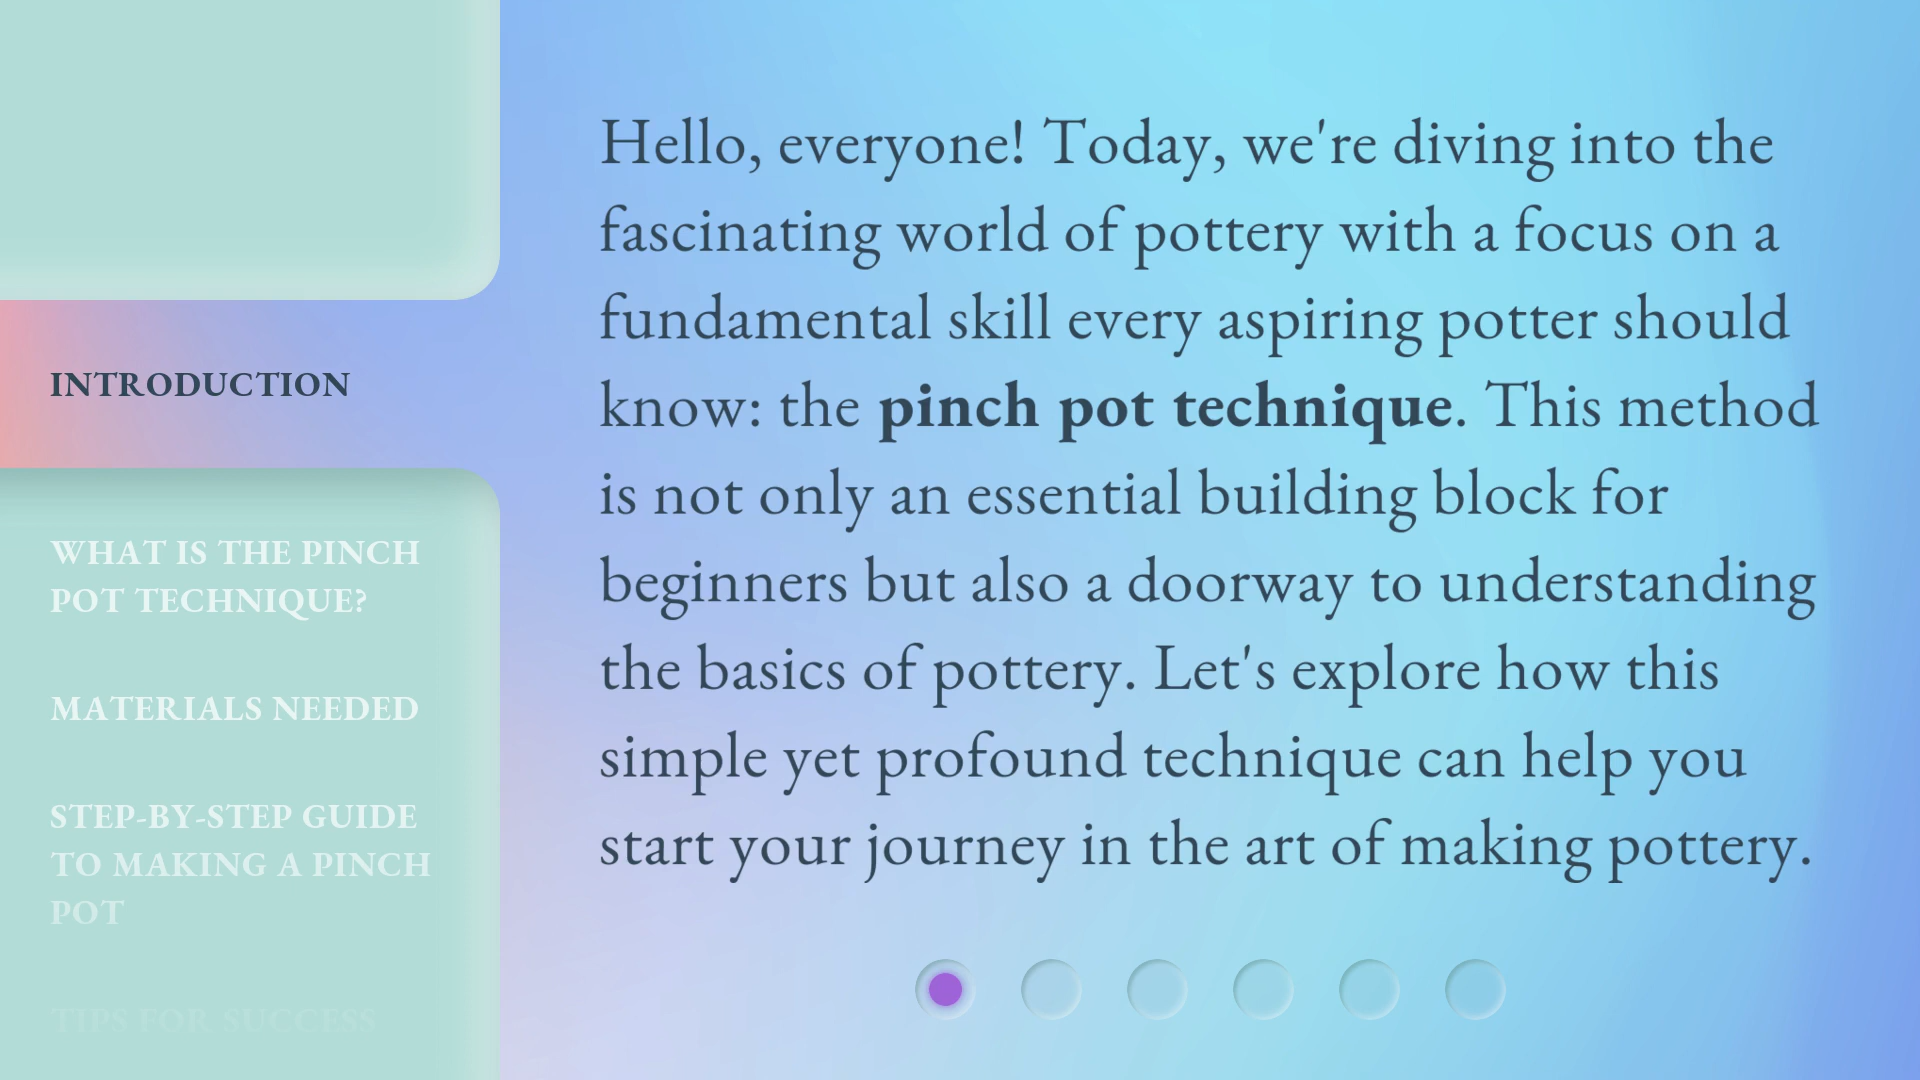 INTRODUCTION
WHAT IS THE PINCH
POT TECHNIQUE?
MATERIALS NEEDED
STEP-BY-STEP GUIDE
TO MAKING A PINCH
POT
TIPS FOR SUCCESS
Hello, everyone! Today, we're diving into the
fascinating world of pottery with a focus on a
fundamental skill every aspiring potter should
know: the pinch pot technique. This method
is not only an essential building block for
beginners but also a doorway to understanding
the basics of pottery. Let's explore how this
simple yet profound technique can help you
start your journey in the art of making pottery.